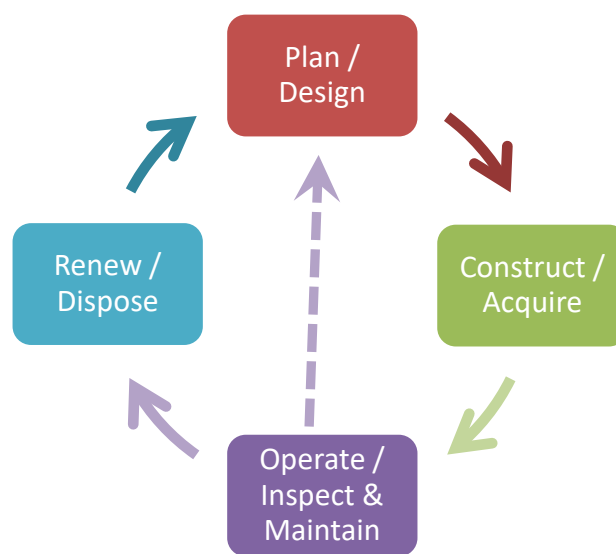 Plan /
Design
Construct /
Acquire
Operate /
Inspect &
Maintain
Renew /
Dispose